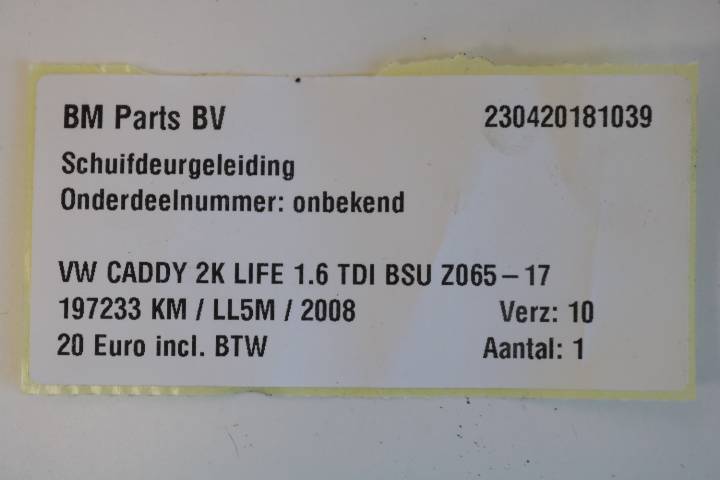 BM Parts BV 230420181039
Schuifdeurgeleiding
Onderdeelnummer: onbekend
VW CADDY 2K LIFE 1.6 TDI BSU Z065-17
197233 KM / LL5M / 2008 Verz: 10
20 Euro incl. BTW Aantal: 1